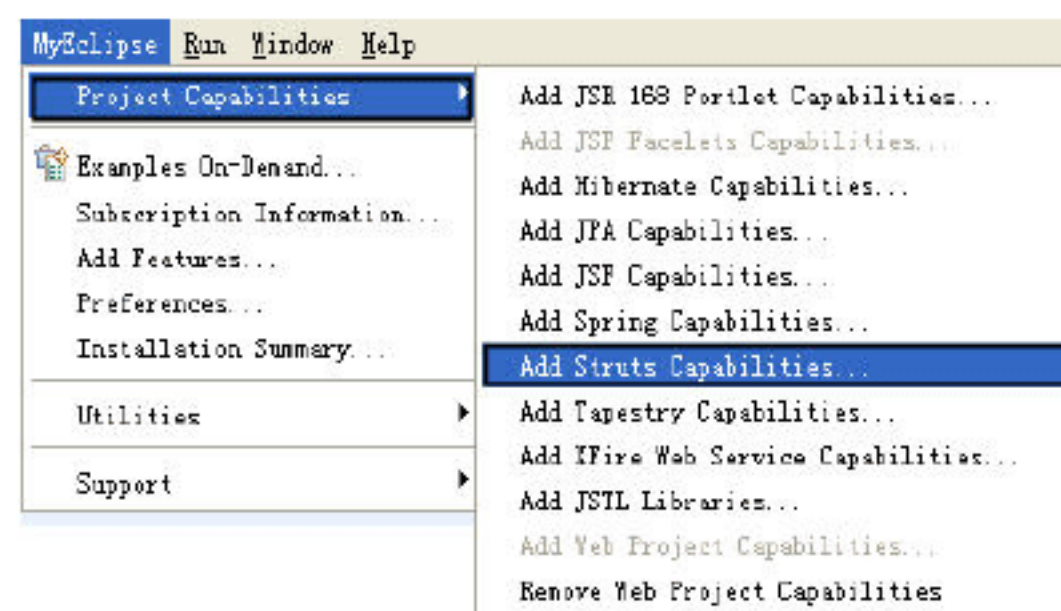 MyEclipse Run Window Help
Project Capabilities
Examples On-Demand...
Subscription Information...
Add Features...
Preferences...
Installation Summary...
Utilities
Support
Add JSR 168 Portlet Capabilities...
Add JSF Facelets Capabilities...
Add Hibernate Capabilities...
Add JPA Capabilities...
Add JSF Capabilities...
Add Spring Capabilities...
Add Struts Capabilities...
Add Tapestry Capabilities...
Add XFire Web Service Capabilities...
Add JSTL Libraries...
Add Web Project Capabilities...
Remove Web Project Capabilities